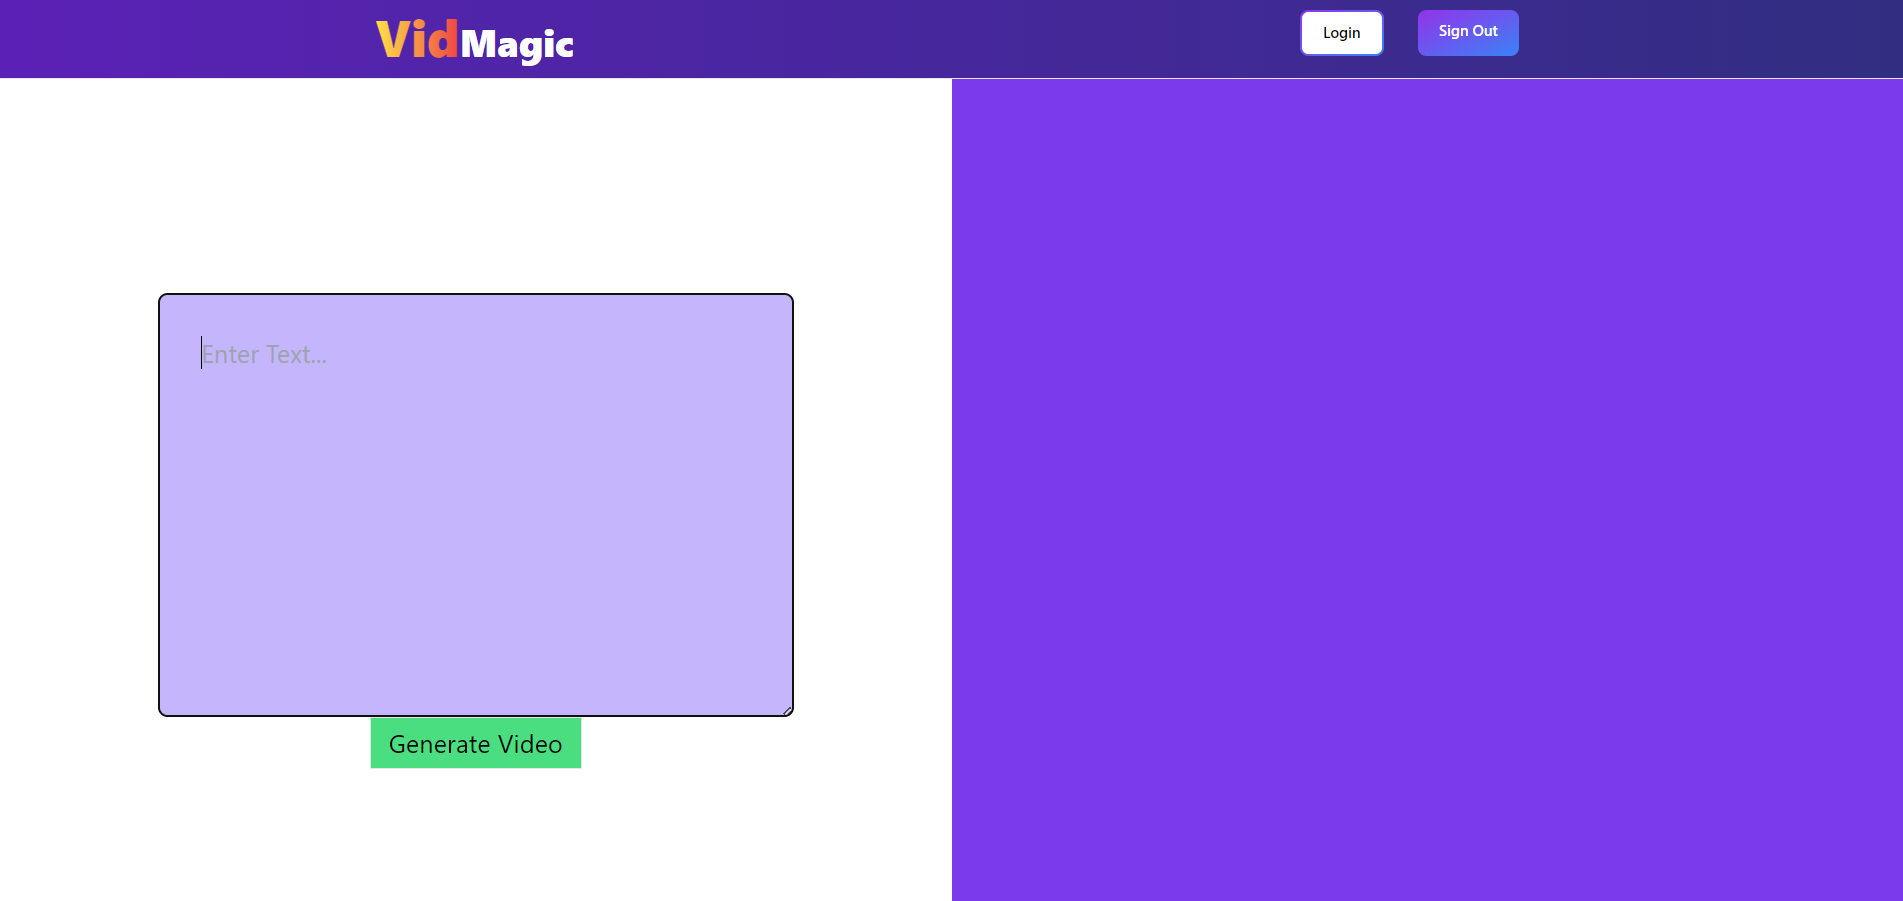 VidMagic
Login
Sign Out
Enter Text...
Generate Video